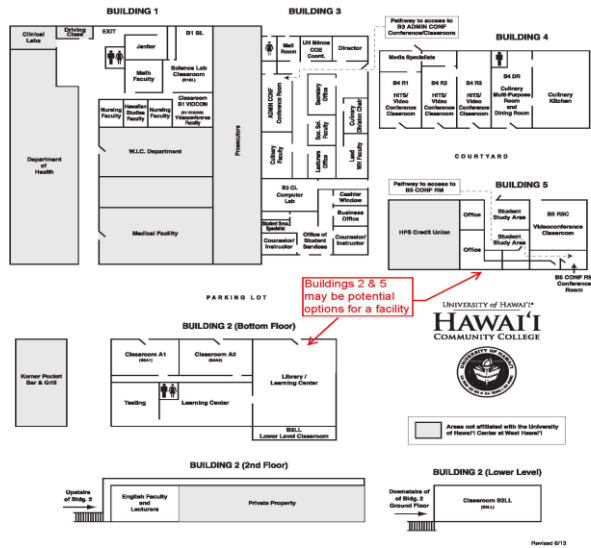 BUILDING 1
BUILDING 3
Pathway to access to
B3 ADMIN CONF
Conference/Classroom
BUILDING 4
Clinical
Labs
Driving
Class
EXIT
Janitor
B1 SL
Science Lab
Classroom
Math
Faculty
Nursing
Faculty
Hawaiian
Studies
Faculty
Nursing
Faculty
Classroom
B1 VIDCON
Videoconference
Faculty
Department
of
Health
W.I.C. Department
Medical Facility
Prosecutors
Mail
Room
UH Mānoa
COE
Coord.
Director
ADMIN CONF
Conference Room
Secretary
Office
Soc. Sci. Faculty
Culinary
Division Chair
Culinary
Faculty
Lecturers
Office
Lead
WH Faculty
B3 CL
Computer
Lab
Cashier
Window
Business
Office
Student Svcs.
Specialist
Counselor/
Instructor
Office of
Student
Services
Counselor/
Instructor
Media Specialists
B4 R1
HITS/
Video
Conference
Classroom
B4 R2
HITS/
Video
Conference
Classroom
B4 R3
HITS/
Video
Conference
Classroom
B4 DR
Culinary
Multi-Purpose
Room
and
Dining Room
Culinary
Kitchen
COURTYARD
Pathway to access to
B5 CONF RM
BUILDING 5
HFS Credit Union
Office
Office
Student
Study Area
Student
Study Area
B5 RSC
Videoconference
Classroom
B5 CONF RM
Conference
Room
PARKING LOT
Buildings 2 & 5
may be potential
options for a facility
UNIVERSITY of HAWAI'I®
HAWAI'I
COMMUNITY COLLEGE
BUILDING 2 (Bottom Floor)
Korner Pocket
Bar & Grill
Classroom A1
Classroom A2
Library /
Learning Center
Testing
Learning Center
B2LL
Lower Level Classroom
Areas not affiliated with the University
of Hawai'i Center at West Hawai'i
BUILDING 2 (2nd Floor)
Upstairs
of Bldg. 2
English Faculty
and
Lecturers
Private Property
BUILDING 2 (Lower Level)
Downstairs of
of Bldg. 2
Ground Floor
Classroom B2LL
Revised 6/13